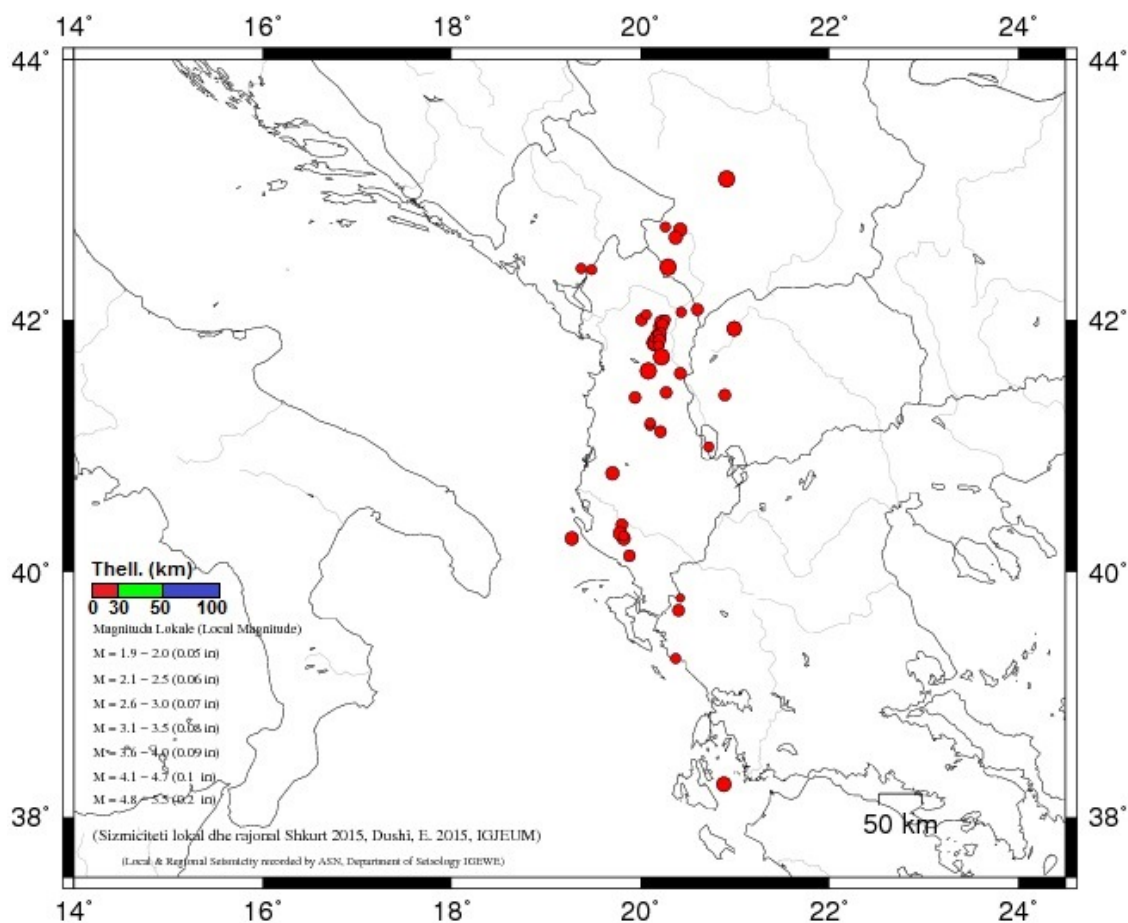 14° 16° 18° 20° 22° 24°
44° 44°
42° 42°
40° 40°
Thell. (km)
0 30 50 100
Magnituda Lokale (Local Magnitude)
M = 1.9 – 2.0 (0.05 in)
M = 2.1 – 2.5 (0.06 in)
M = 2.6 – 3.0 (0.07 in)
M = 3.1 – 3.5 (0.08 in)
M = 3.6 – 4.0 (0.09 in)
M = 4.1 – 4.7 (0.1 in)
M = 4.8 – 5.5 (0.2 in)
38° 38°
50 km
(Sizmiciteti lokal dhe rajonal Shkurt 2015, Dushi, E. 2015, IGJEUM)
(Local & Regional Seismicity recorded by ASN, Department of Seisology IGEWE)
14° 16° 18° 20° 22° 24°